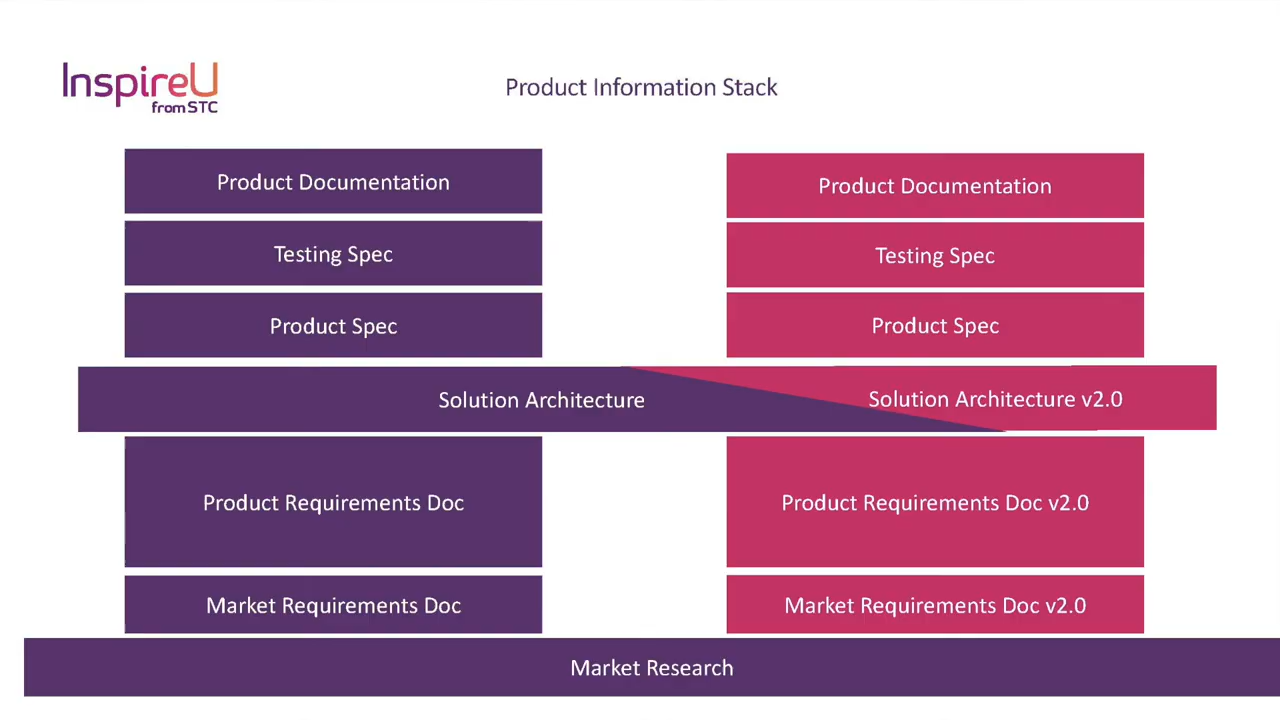 InspireU
from STC
Product Information Stack
Product Documentation
Product Documentation
Testing Spec
Testing Spec
Product Spec
Product Spec
Solution Architecture
Solution Architecture v2.0
Product Requirements Doc
Product Requirements Doc v2.0
Market Requirements Doc
Market Requirements Doc v2.0
Market Research